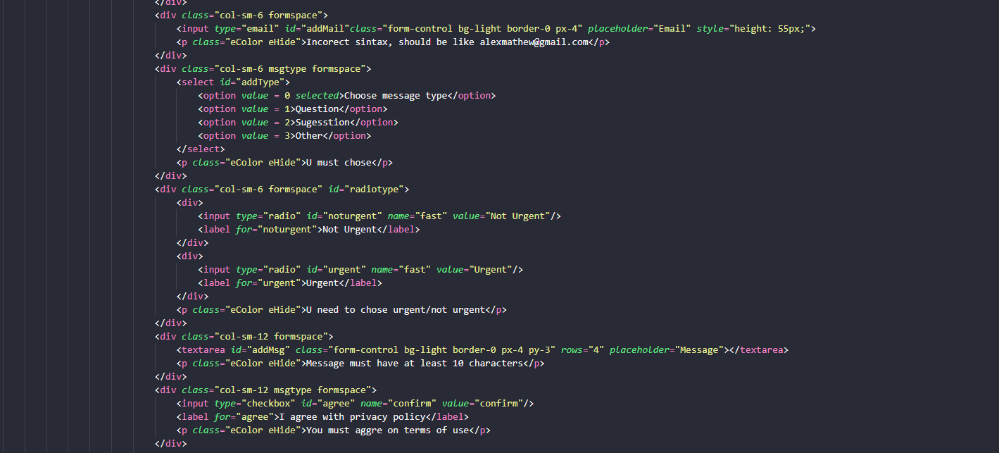 </div>
<div class="col-sm-6 formspace">
<input type="email" id="addMail"class="form-control bg-light border-0 px-4" placeholder="Email" style="height: 55px;">
<p class="eColor eHide">Incorect sintax, should be like alexmathew@gmail.com</p>
</div>
<div class="col-sm-6 msgtype formspace">
<select id="addType">
<option value = 0 selected>Choose message type</option>
<option value = 1>Question</option>
<option value = 2>Sugesstion</option>
<option value = 3>Other</option>
</select>
<p class="eColor eHide">U must chose</p>
</div>
<div class="col-sm-6 formspace" id="radiotype">
<div>
<input type="radio" id="noturgent" name="fast" value="Not Urgent"/>
<label for="noturgent">Not Urgent</label>
</div>
<div>
<input type="radio" id="urgent" name="fast" value="Urgent"/>
<label for="urgent">Urgent</label>
</div>
<p class="eColor eHide">U need to chose urgent/not urgent</p>
</div>
<div class="col-sm-12 formspace">
<textarea id="addMsg" class="form-control bg-light border-0 px-4 py-3" rows="4" placeholder="Message"></textarea>
<p class="eColor eHide">Message must have at least 10 characters</p>
</div>
<div class="col-sm-12 msgtype formspace">
<input type="checkbox" id="agree" name="confirm" value="confirm"/>
<label for="agree">I agree with privacy policy</label>
<p class="eColor eHide">You must aggre on terms of use</p>
</div>